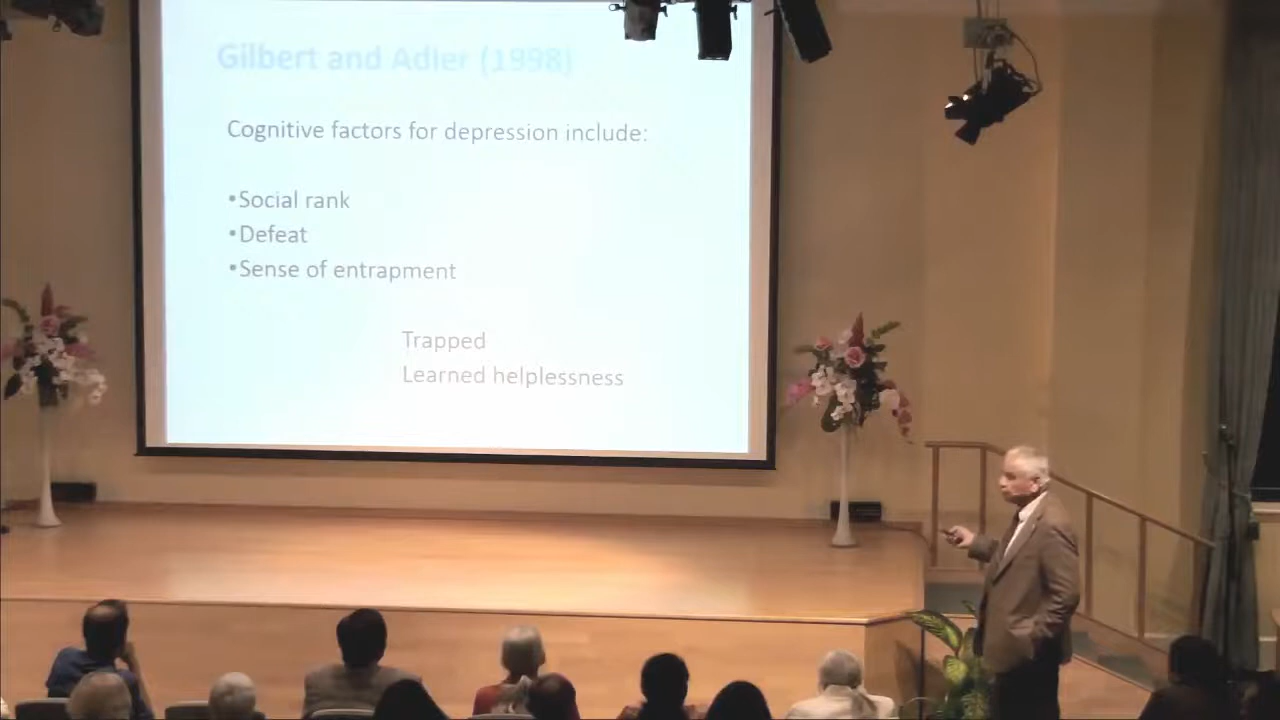 Gilbert and Adler (1998)
Cognitive factors for depression include:
•Social rank
•Defeat
•Sense of entrapment
Trapped
Learned helplessness